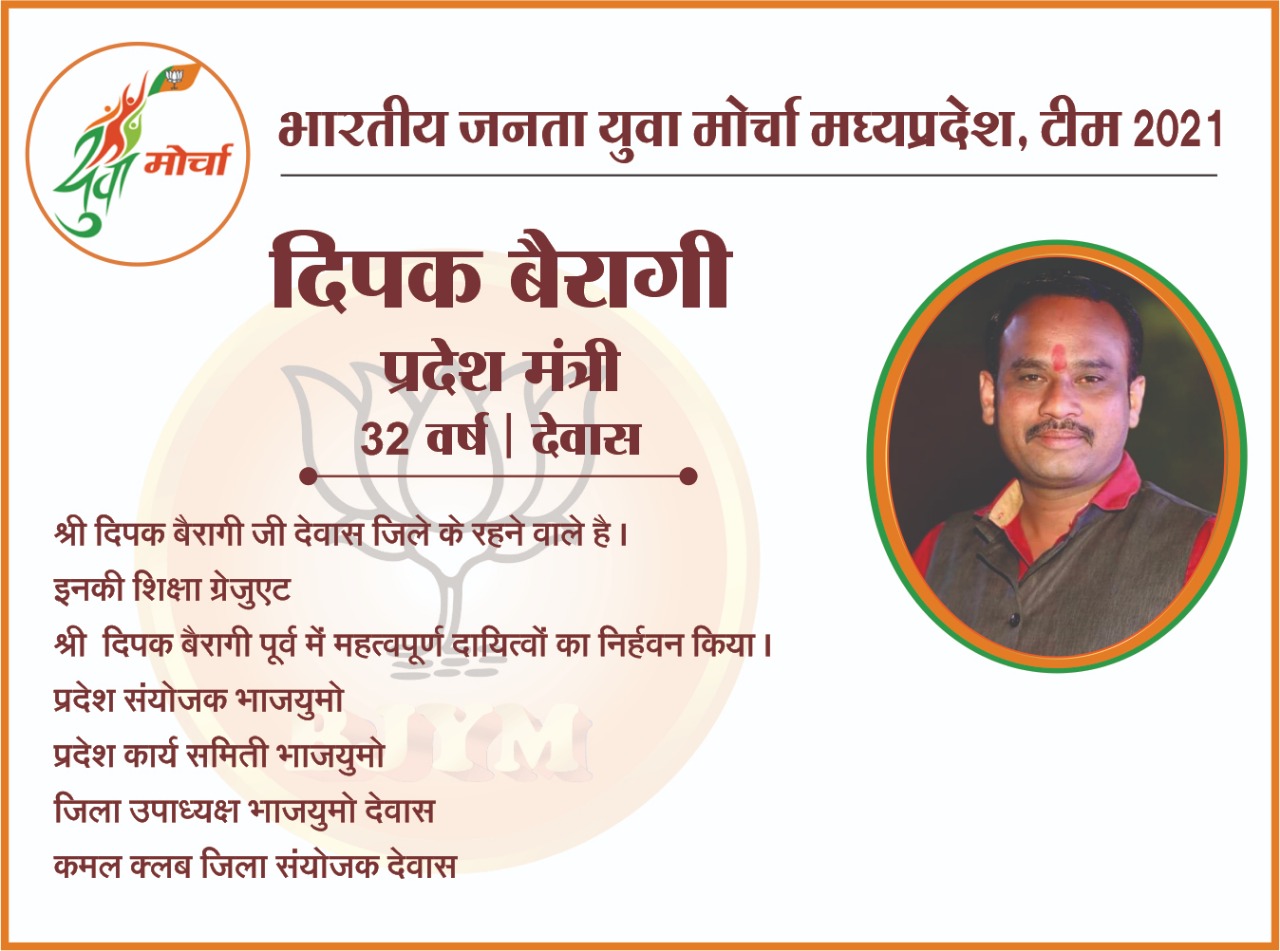 युवा मोर्चा
भारतीय जनता युवा मोर्चा मध्यप्रदेश, टीम 2021
दिपक बैरागी
प्रदेश मंत्री
32 वर्ष | देवास
श्री दिपक बैरागी जी देवास जिले के रहने वाले है ।
इनकी शिक्षा ग्रेजुएट
श्री दिपक बैरागी पूर्व में महत्वपूर्ण दायित्वों का निर्हवन किया ।
प्रदेश संयोजक भाजयुमो
प्रदेश कार्य समिती भाजयुमो
जिला उपाध्यक्ष भाजयुमो देवास
कमल क्लब जिला संयोजक देवास
BJYM